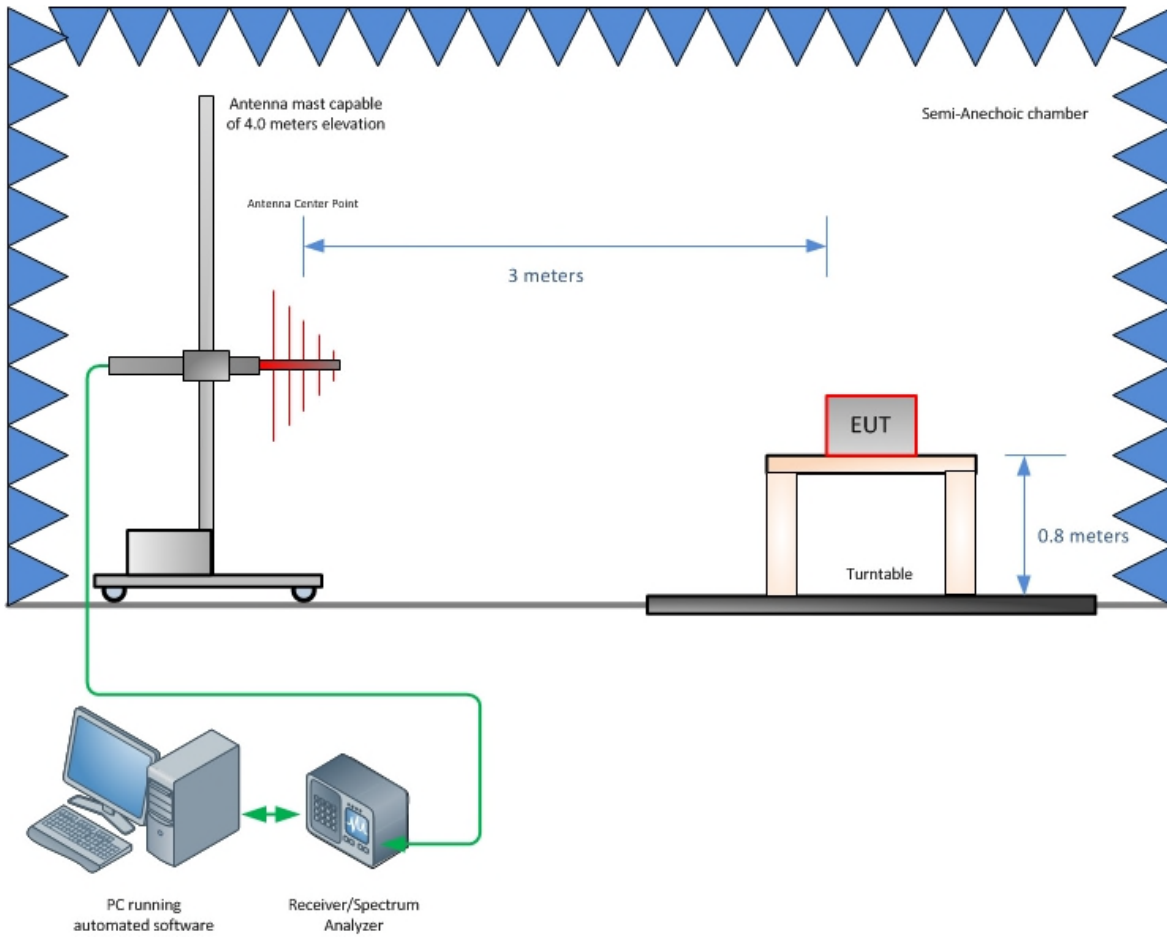 Antenna mast capable
of 4.0 meters elevation
Semi-Anechoic chamber
Antenna Center Point
3 meters
EUT
0.8 meters
Turntable
PC running
automated software
Receiver/Spectrum
Analyzer